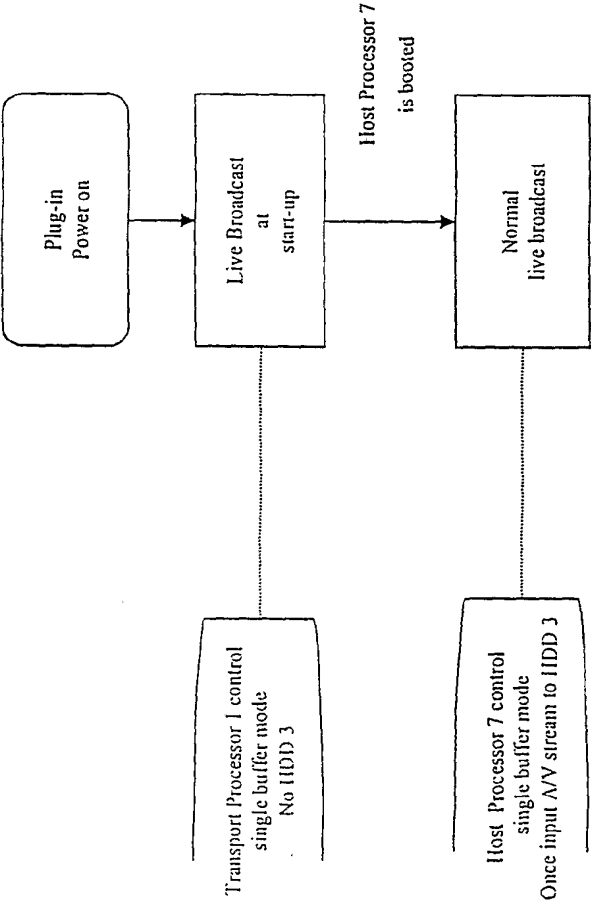 Plug-in
Power on
Live Broadcast
at
start-up
Host Processor 7
is booted
Normal
live broadcast
Transport Processor 1 control
single buffer mode
No HDD 3
Host Processor 7 control
single buffer mode
Once input A/V stream to HDD 3